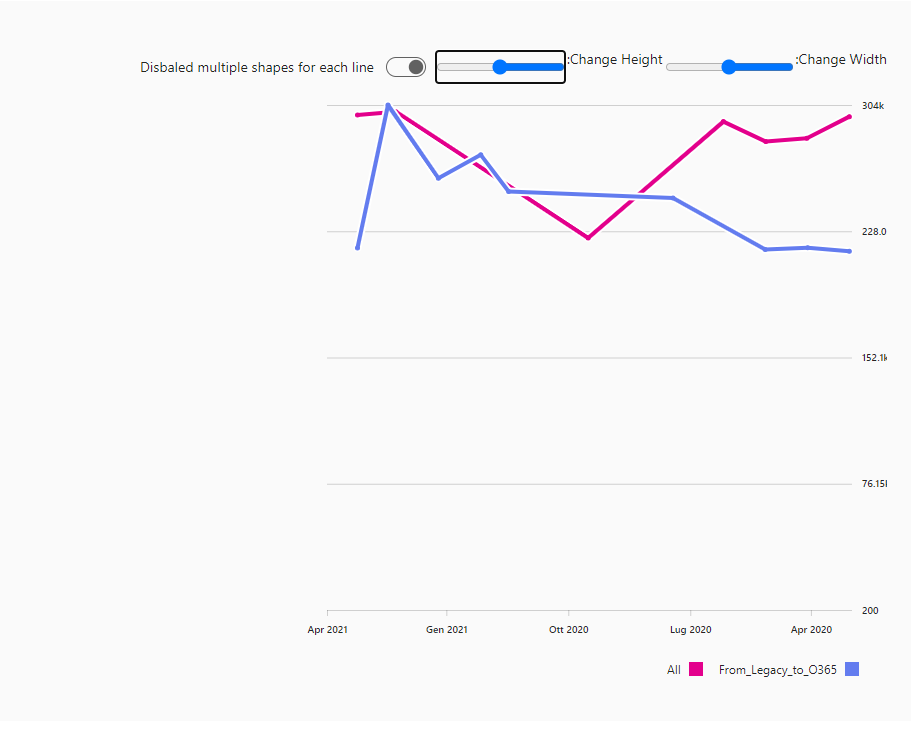 Disbaled multiple shapes for each line
:Change Height
:Change Width
304k
228.0
152.1k
76.15
200
Apr 2021
Gen 2021
Ott 2020
Lug 2020
Apr 2020
All
From_Legacy_to_O365